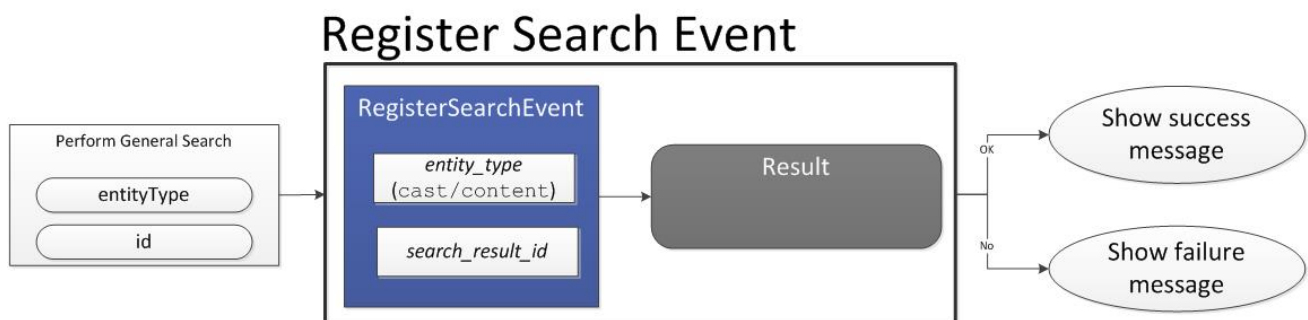 Register Search Event
Perform General Search
entityType
id
RegisterSearchEvent
entity_type
(cast/content)
search_result_id
Result
OK
No
Show success
message
Show failure
message